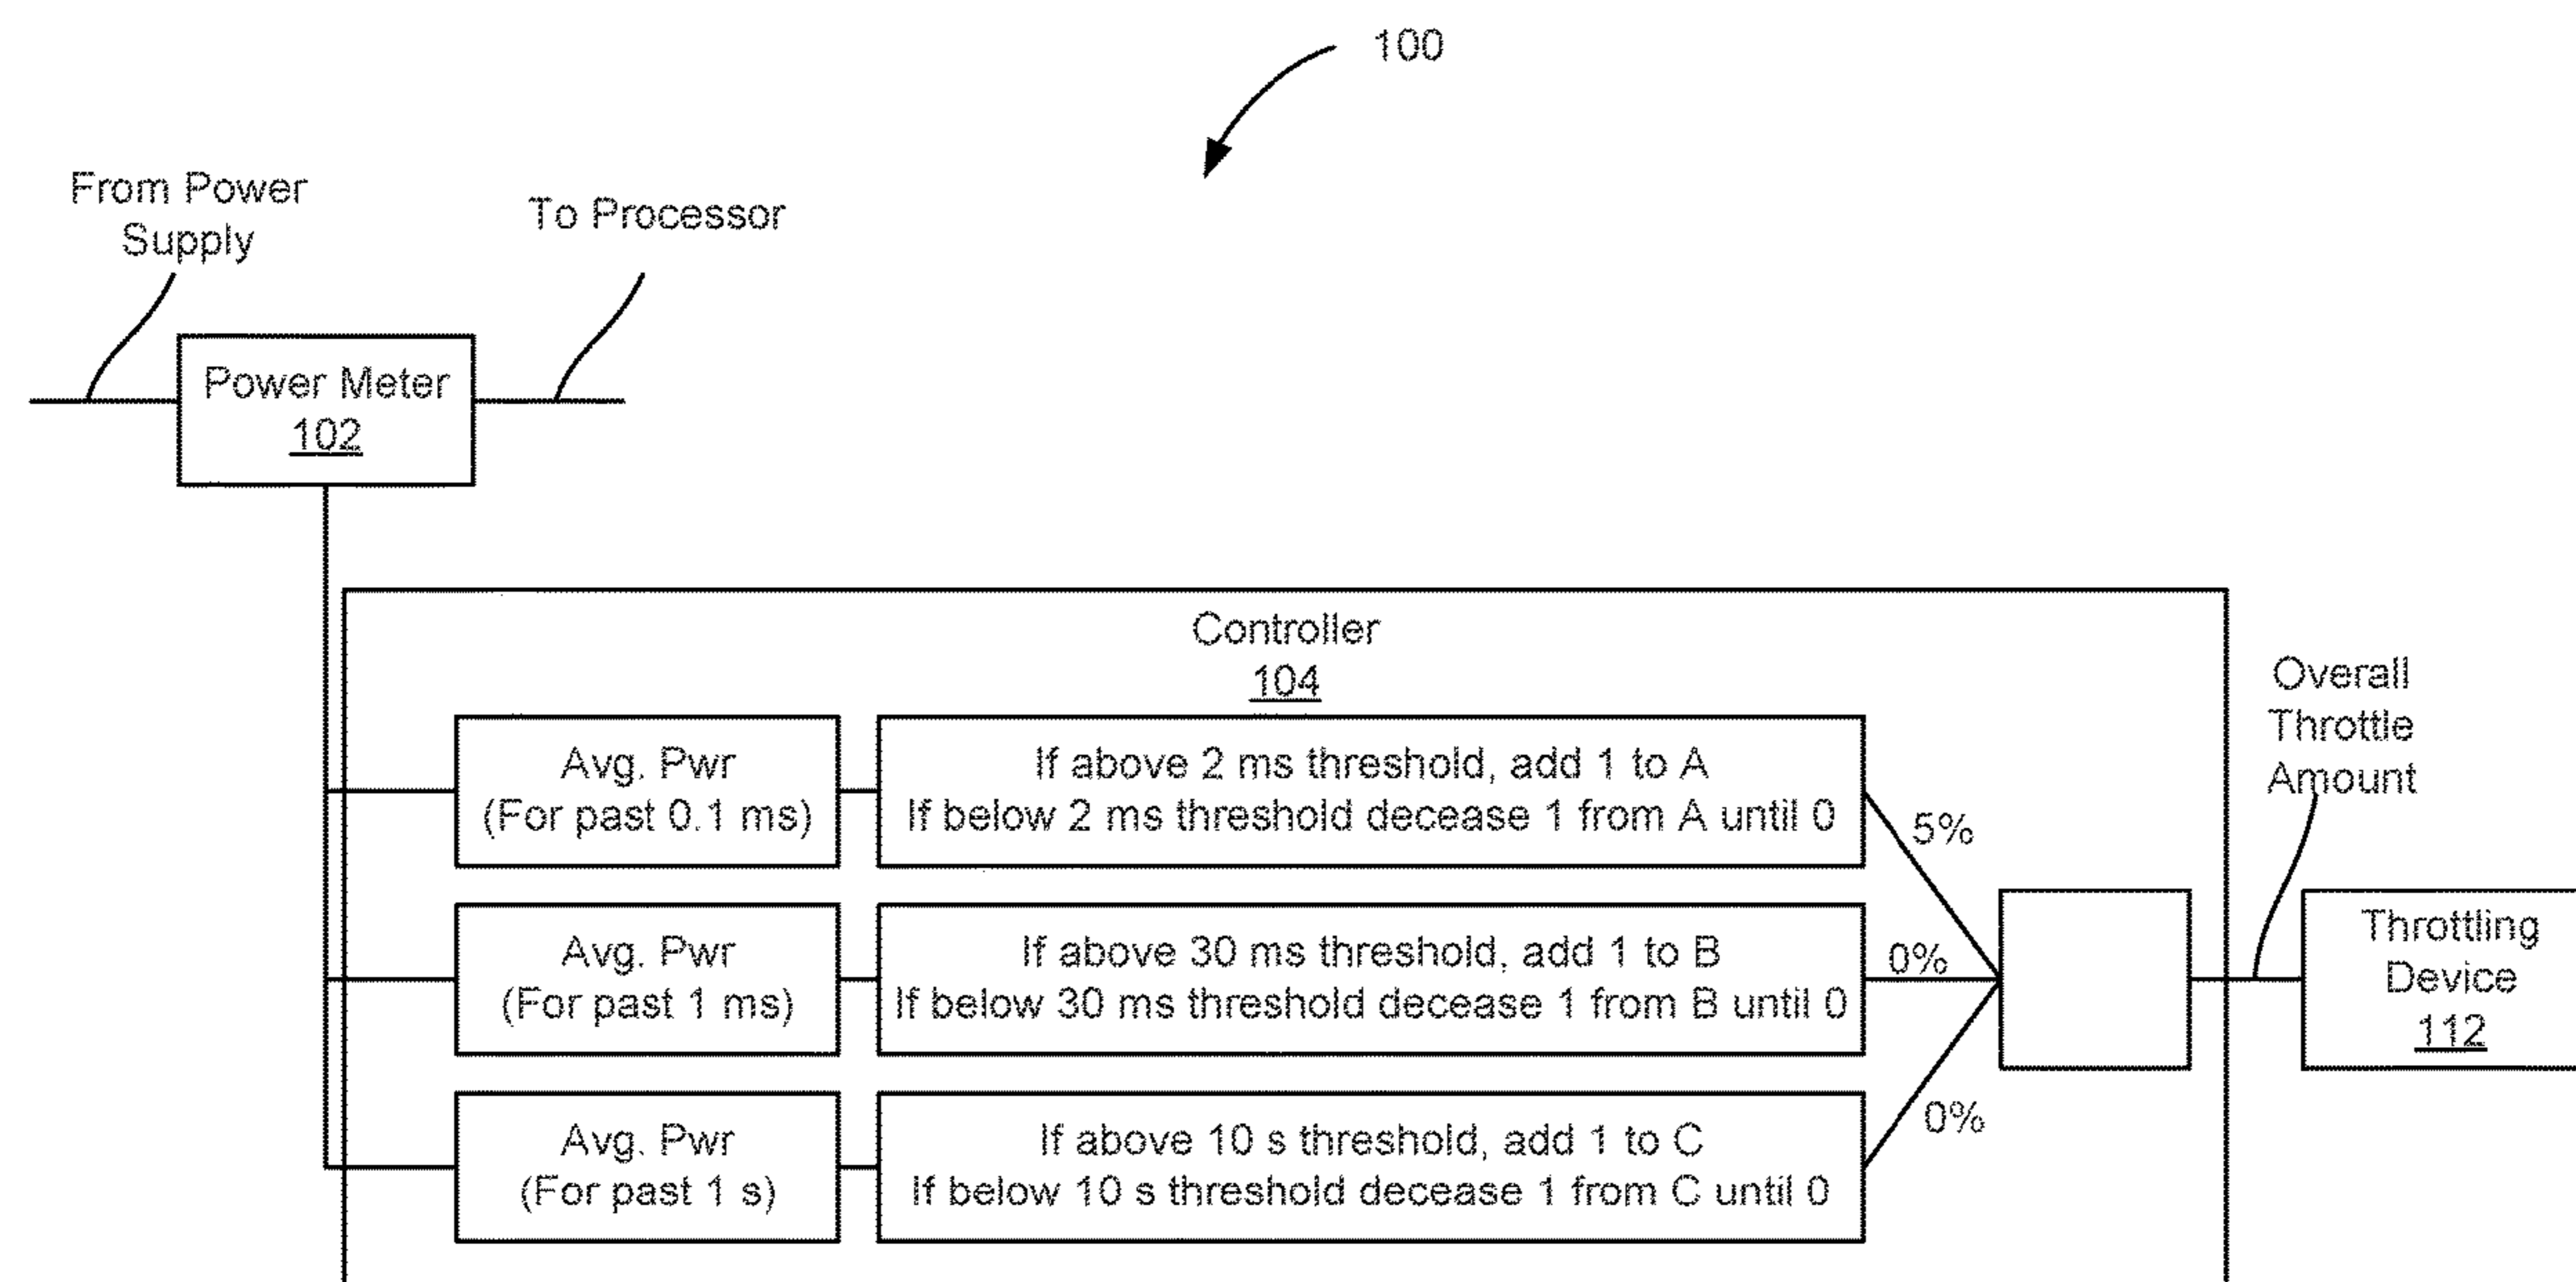 100
From Power
Supply
To Processor
Power Meter
102
Controller
104
Overall
Throttle
Amount
Avg. Pwr
(For past 0.1 ms)
If above 2 ms threshold, add 1 to A
If below 2 ms threshold decease 1 from A until 0
5%
Avg. Pwr
(For past 1 ms)
If above 30 ms threshold, add 1 to B
If below 30 ms threshold decease 1 from B until 0
0%
Throttling
Device
112
Avg. Pwr
(For past 1 s)
If above 10 s threshold, add 1 to C
If below 10 s threshold decease 1 from C until 0
0%